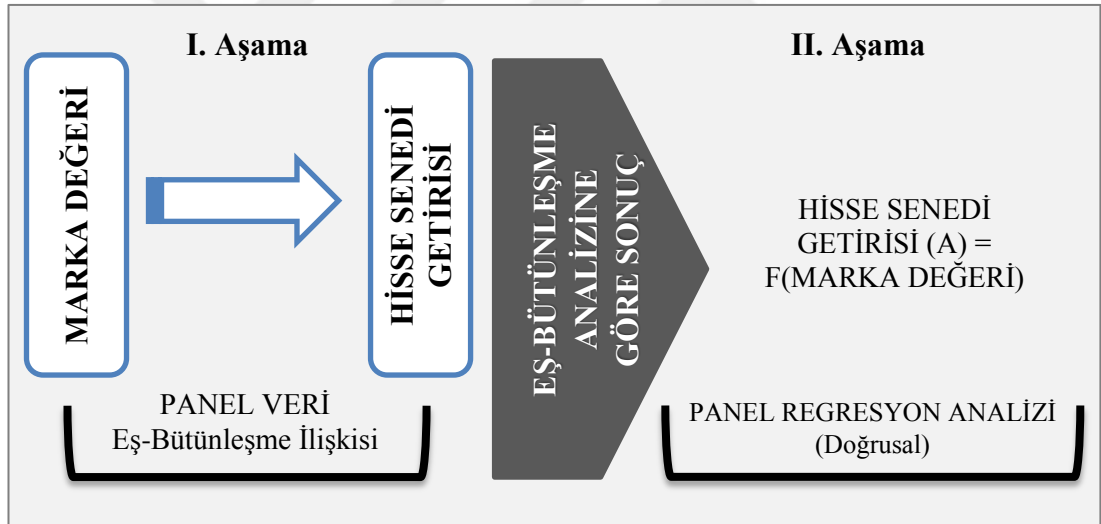 I. Aşama
MARKA DEĞERİ
HİSSE SENEDİ
GETİRİSİ
PANEL VERİ
Eş-Bütünleşme İlişkisi
EŞ-BÜTÜNLEŞME
ANALİZİNE
GÖRE SONUÇ
II. Aşama
HİSSE SENEDİ
GETİRİSİ (A) =
F(MARKA DEĞERİ)
PANEL REGRESYON ANALİZİ
(Doğrusal)